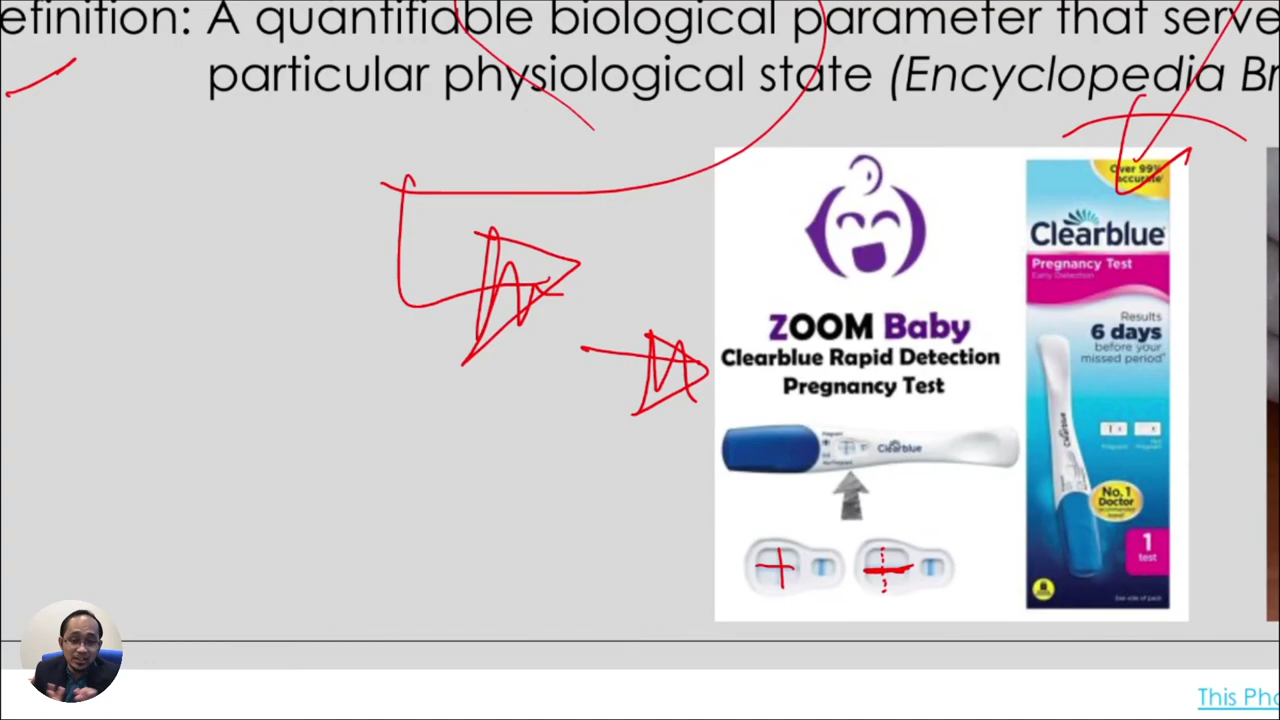 efinition: A quantifiable biological parameter that serve
particular physiological state (Encyclopedia Br
Over 99%
accurate
Clearblue
Pregnancy Test
Early Detection
Results
6 days
before your
missed period
ZOOM Baby
Clearblue Rapid Detection
Pregnancy Test
Clearblue
No. 1
Doctor
recommended
1
test
This Pho